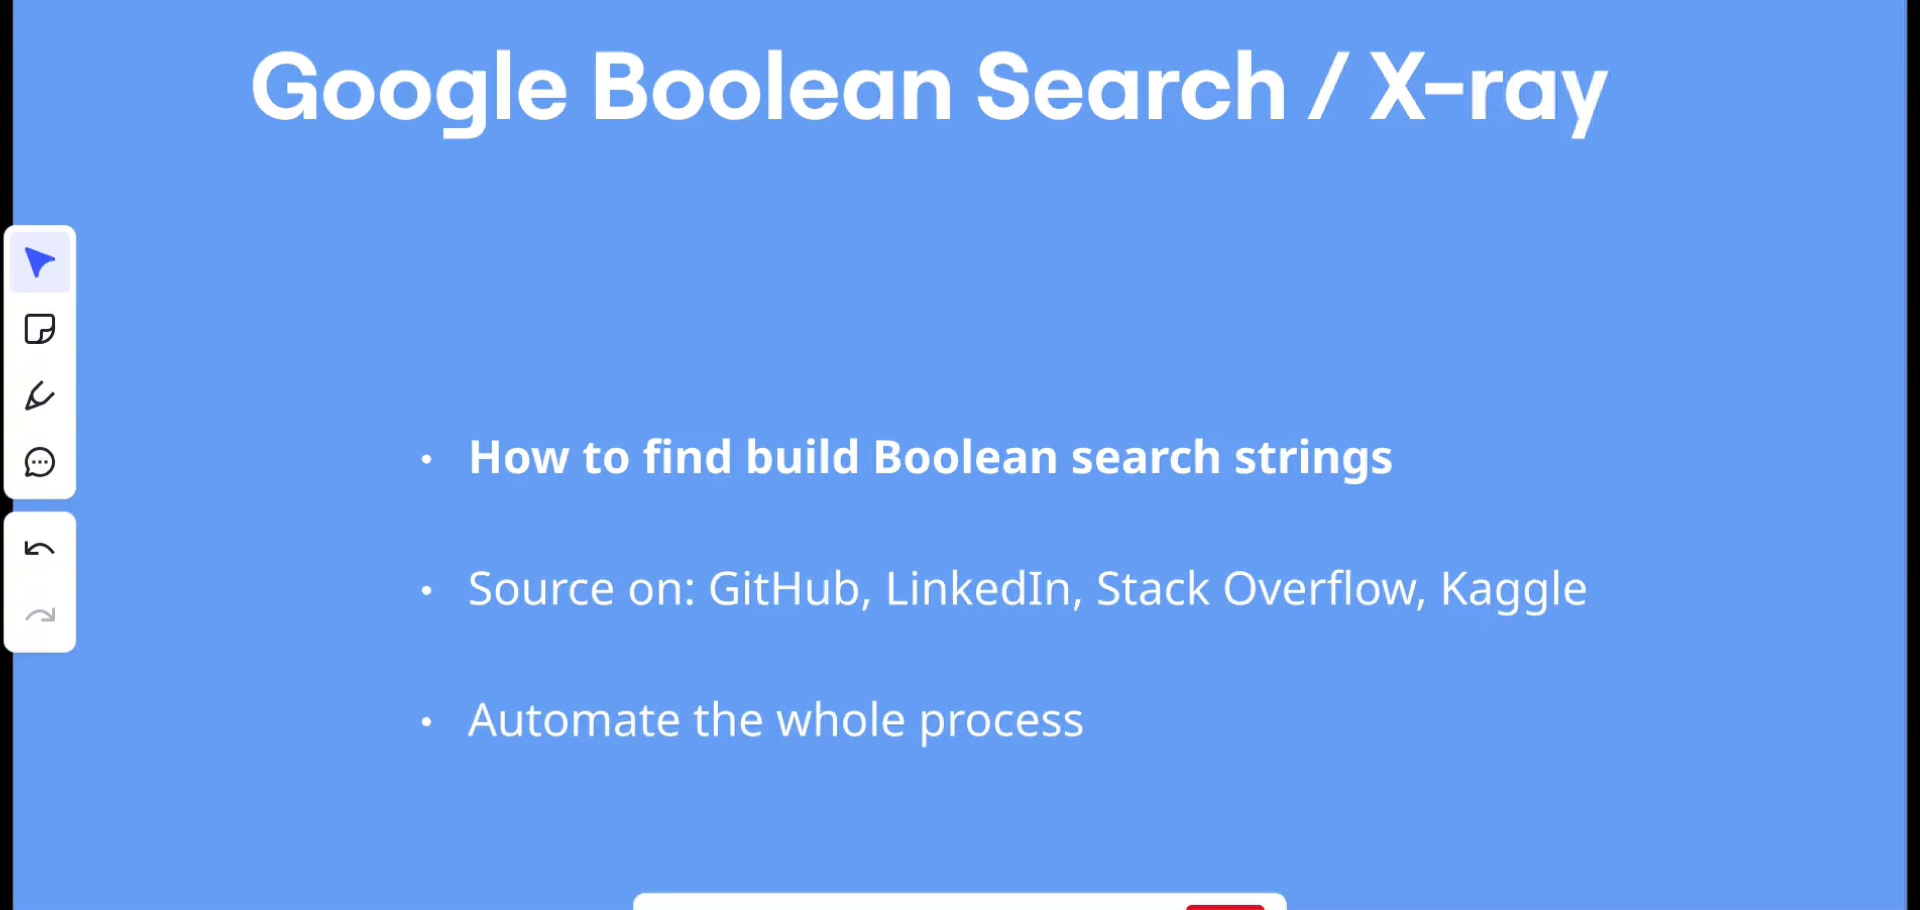 Google Boolean Search / X-ray
• How to find build Boolean search strings
• Source on: GitHub, LinkedIn, Stack Overflow, Kaggle
• Automate the whole process